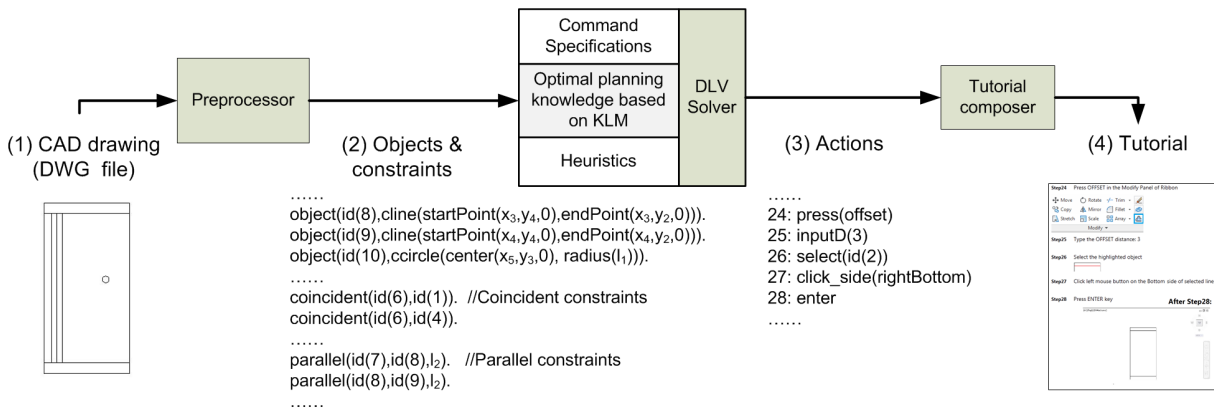 Command
Specifications
Optimal planning
knowledge based
on KLM
Heuristics
DLV
Solver
Preprocessor
Tutorial
composer
(1) CAD drawing
(DWG file)
(2) Objects &
constraints
(3) Actions
(4) Tutorial
……
object(id(8),cline(startPoint(x₃,y₄,0),endPoint(x₃,y₂,0))).
object(id(9),cline(startPoint(x₄,y₄,0),endPoint(x₄,y₂,0))).
object(id(10),ccircle(center(x₅,y₃,0), radius(l₁))).
……
coincident(id(6),id(1)). //Coincident constraints
coincident(id(6),id(4)).
……
parallel(id(7),id(8),l₂). //Parallel constraints
parallel(id(8),id(9),l₂).
……
……
24: press(offset)
25: inputD(3)
26: select(id(2))
27: click_side(rightBottom)
28: enter
……
Step24 Press OFFSET in the Modify Panel of Ribbon
Move Rotate Trim
Copy Mirror Fillet
Stretch Scale Array
Modify
Step25 Type the OFFSET distance: 3
Step26 Select the highlighted object
Step27 Click left mouse button on the Bottom side of selected line
Step28 Press ENTER key
After Step28: